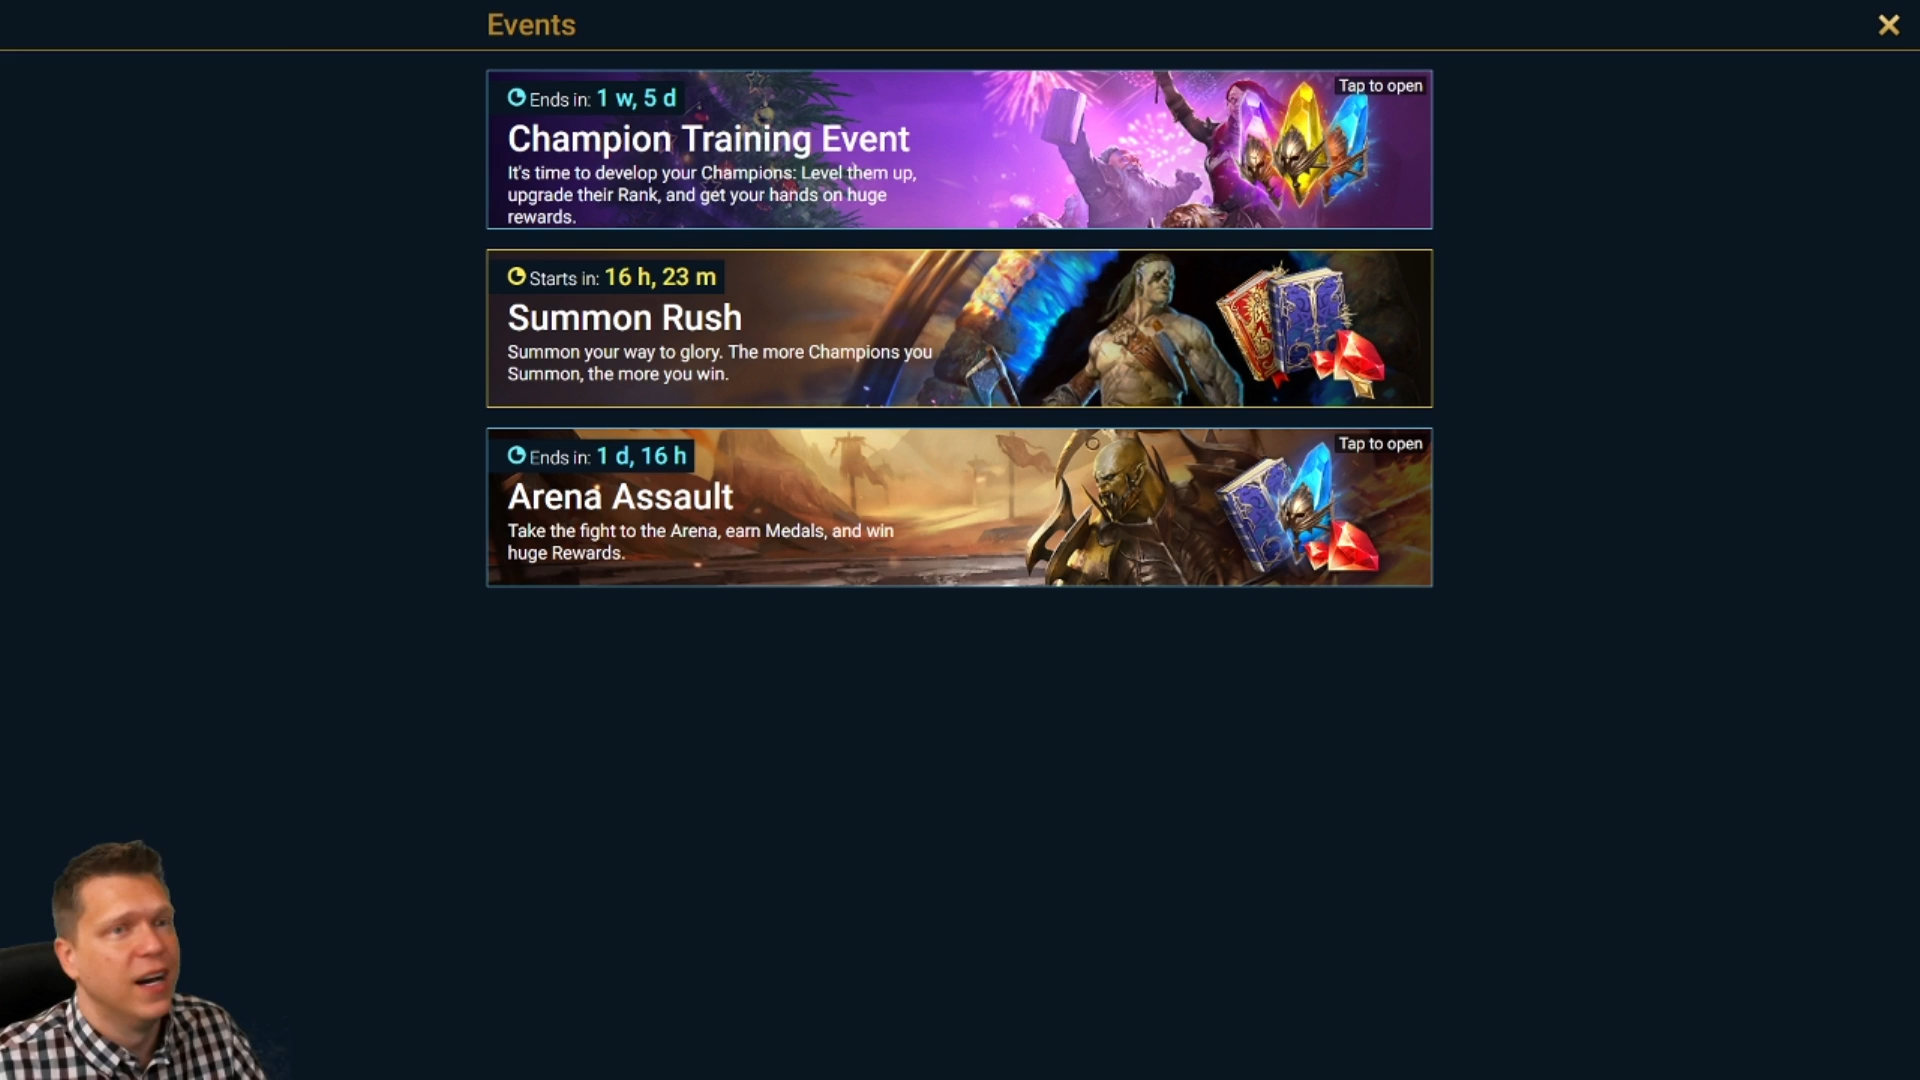 Events
Ends in: 1 w, 5 d
Tap to open
Champion Training Event
It's time to develop your Champions: Level them up,
upgrade their Rank, and get your hands on huge
rewards.
Starts in: 16 h, 23 m
Summon Rush
Summon your way to glory. The more Champions you
Summon, the more you win.
Ends in: 1 d, 16 h
Tap to open
Arena Assault
Take the fight to the Arena, earn Medals, and win
huge Rewards.